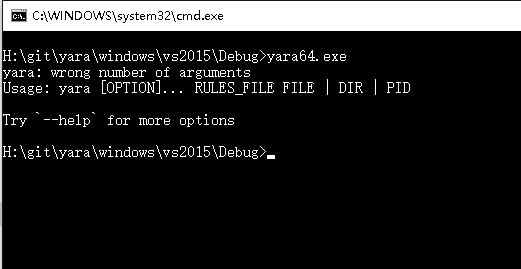 C:\WINDOWS\system32\cmd.exe
H:\git\yara\windows\vs2015\Debug>yara64.exe
yara: wrong number of arguments
Usage: yara [OPTION]... RULES_FILE FILE | DIR | PID
Try `--help` for more options
H:\git\yara\windows\vs2015\Debug>